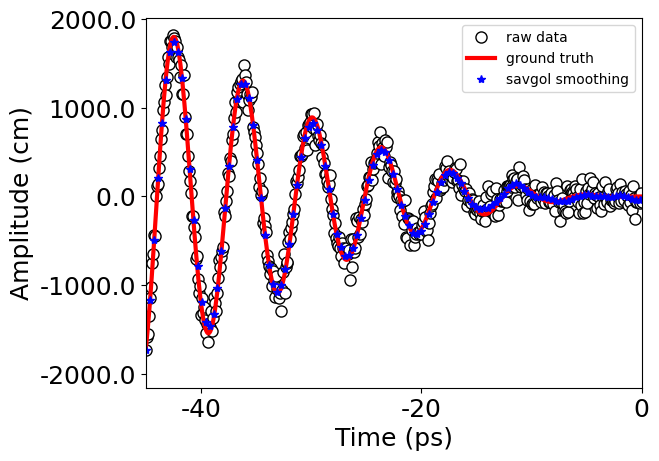 2000.0
1000.0
0.0
-1000.0
-2000.0
Amplitude (cm)
raw data
ground truth
savgol smoothing
-40
-20
0
Time (ps)